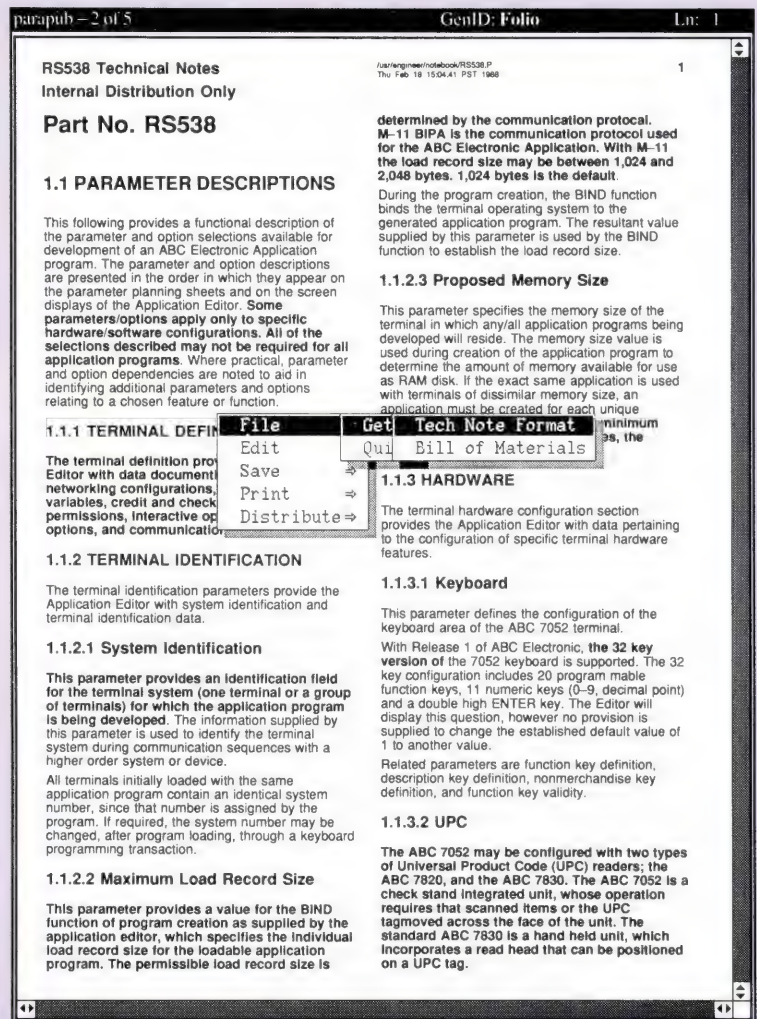 parapub – 2 of 5 GenID: Folio Ln: 1
RS538 Technical Notes
Internal Distribution Only
/usr/engineer/notebook/RS538.P
Thu Feb 18 15:04:41 PST 1988
1
Part No. RS538
1.1 PARAMETER DESCRIPTIONS
This following provides a functional description of
the parameter and option selections available for
development of an ABC Electronic Application
program. The parameter and option descriptions
are presented in the order in which they appear on
the parameter planning sheets and on the screen
displays of the Application Editor. Some
parameters/options apply only to specific
hardware/software configurations. All of the
selections described may not be required for all
application programs. Where practical, parameter
and option dependencies are noted to aid in
identifying additional parameters and options
relating to a chosen feature or function.
1.1.1 TERMINAL DEFIN
The terminal definition pro
Editor with data documenti
networking configurations,
variables, credit and check
permissions, interactive op
options, and communication
File
Edit
Save ⇒
Print ⇒
Distribute ⇒
Get
Qui
Tech Note Format
Bill of Materials
1.1.2 TERMINAL IDENTIFICATION
The terminal identification parameters provide the
Application Editor with system identification and
terminal identification data.
1.1.2.1 System Identification
This parameter provides an identification field
for the terminal system (one terminal or a group
of terminals) for which the application program
is being developed. The information supplied by
this parameter is used to identify the terminal
system during communication sequences with a
higher order system or device.
All terminals initially loaded with the same
application program contain an identical system
number, since that number is assigned by the
program. If required, the system number may be
changed, after program loading, through a keyboard
programming transaction.
1.1.2.2 Maximum Load Record Size
This parameter provides a value for the BIND
function of program creation as supplied by the
application editor, which specifies the individual
load record size for the loadable application
program. The permissible load record size is
determined by the communication protocal.
M–11 BIPA is the communication protocol used
for the ABC Electronic Application. With M–11
the load record size may be between 1,024 and
2,048 bytes. 1,024 bytes is the default.
During the program creation, the BIND function
binds the terminal operating system to the
generated application program. The resultant value
supplied by this parameter is used by the BIND
function to establish the load record size.
1.1.2.3 Proposed Memory Size
This parameter specifies the memory size of the
terminal in which any/all application programs being
developed will reside. The memory size value is
used during creation of the application program to
determine the amount of memory available for use
as RAM disk. If the exact same application is used
with terminals of dissimilar memory size, an
application must be created for each unique
minimum
es, the
1.1.3 HARDWARE
The terminal hardware configuration section
provides the Application Editor with data pertaining
to the configuration of specific terminal hardware
features.
1.1.3.1 Keyboard
This parameter defines the configuration of the
keyboard area of the ABC 7052 terminal.
With Release 1 of ABC Electronic, the 32 key
version of the 7052 keyboard is supported. The 32
key configuration includes 20 program mable
function keys, 11 numeric keys (0–9, decimal point)
and a double high ENTER key. The Editor will
display this question, however no provision is
supplied to change the established default value of
1 to another value.
Related parameters are function key definition,
description key definition, nonmerchandise key
definition, and function key validity.
1.1.3.2 UPC
The ABC 7052 may be configured with two types
of Universal Product Code (UPC) readers; the
ABC 7820, and the ABC 7830. The ABC 7052 is a
check stand integrated unit, whose operation
requires that scanned items or the UPC
tagmoved across the face of the unit. The
standard ABC 7830 is a hand held unit, which
incorporates a read head that can be positioned
on a UPC tag.